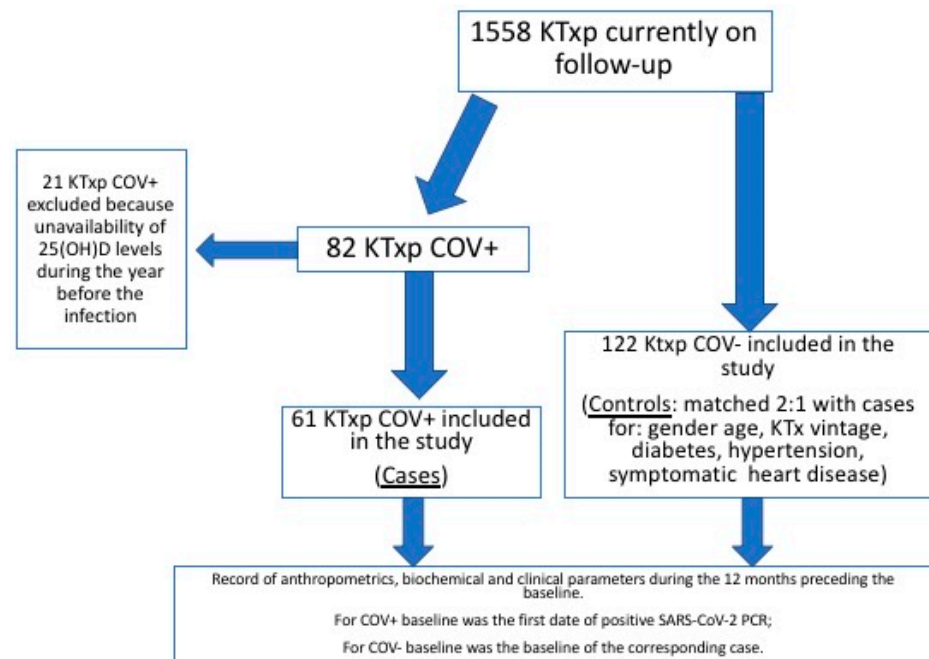 1558 KTxp currently on
follow-up
21 KTxp COV+
excluded because
unavailability of
25(OH)D levels
during the year
before the
infection
82 KTxp COV+
61 KTxp COV+ included
in the study
(Cases)
122 Ktxp COV- included in the
study
(Controls: matched 2:1 with cases
for: gender age, KTx vintage,
diabetes, hypertension,
symptomatic heart disease)
Record of anthropometrics, biochemical and clinical parameters during the 12 months preceding the
baseline.
For COV+ baseline was the first date of positive SARS-CoV-2 PCR;
For COV- baseline was the baseline of the corresponding case.